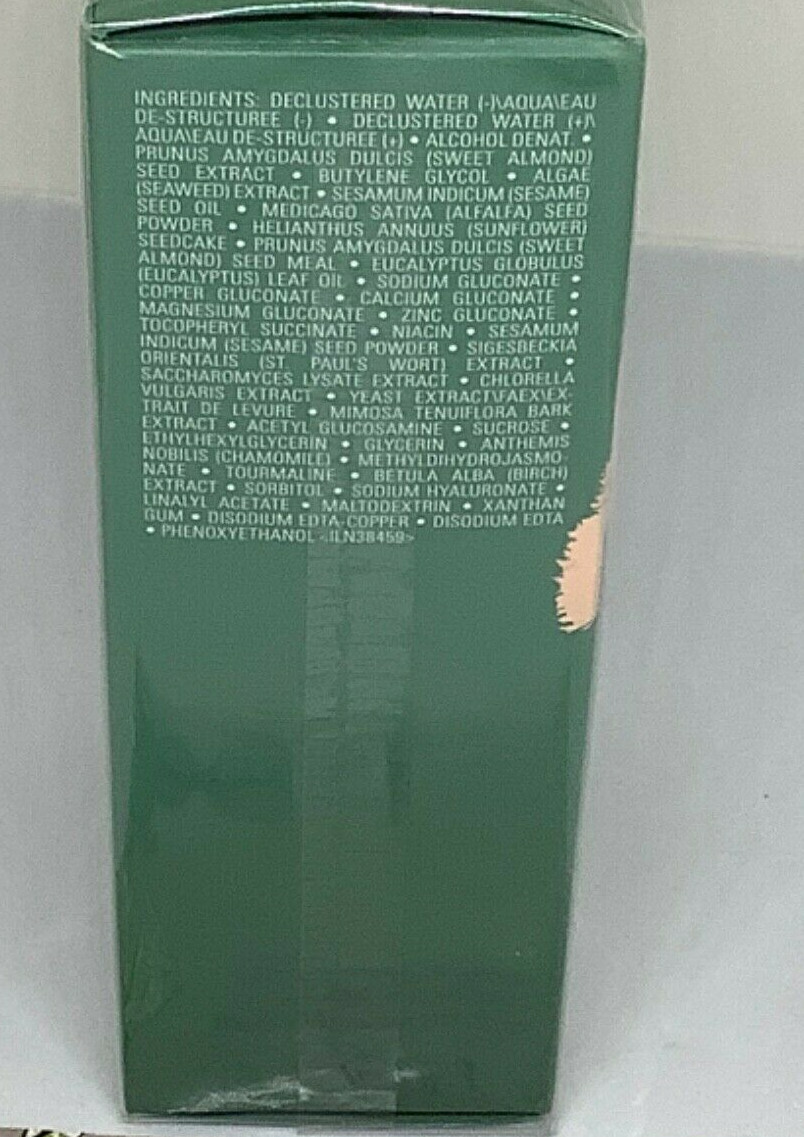 INGREDIENTS: DECLUSTERED WATER (-)\AQUA\EAU
DE-STRUCTUREE (-) • DECLUSTERED WATER (+)\
AQUA\EAU DE-STRUCTUREE (+) • ALCOHOL DENAT. •
PRUNUS AMYGDALUS DULCIS (SWEET ALMOND)
SEED EXTRACT • BUTYLENE GLYCOL • ALGAE
(SEAWEED) EXTRACT • SESAMUM INDICUM (SESAME)
SEED OIL • MEDICAGO SATIVA (ALFALFA) SEED
POWDER • HELIANTHUS ANNUUS (SUNFLOWER)
SEEDCAKE • PRUNUS AMYGDALUS DULCIS (SWEET
ALMOND) SEED MEAL • EUCALYPTUS GLOBULUS
(EUCALYPTUS) LEAF OIL • SODIUM GLUCONATE •
COPPER GLUCONATE • CALCIUM GLUCONATE •
MAGNESIUM GLUCONATE • ZINC GLUCONATE •
TOCOPHERYL SUCCINATE • NIACIN • SESAMUM
INDICUM (SESAME) SEED POWDER • SIGESBECKIA
ORIENTALIS (ST. PAUL'S WORT) EXTRACT •
SACCHAROMYCES LYSATE EXTRACT • CHLORELLA
VULGARIS EXTRACT • YEAST EXTRACT\FAEX\EX-
TRAIT DE LEVURE • MIMOSA TENUIFLORA BARK
EXTRACT • ACETYL GLUCOSAMINE • SUCROSE •
ETHYLHEXYLGLYCERIN • GLYCERIN • ANTHEMIS
NOBILIS (CHAMOMILE) • METHYLDIHYDROJASMO-
NATE • TOURMALINE • BETULA ALBA (BIRCH)
EXTRACT • SORBITOL • SODIUM HYALURONATE •
LINALYL ACETATE • MALTODEXTRIN • XANTHAN
GUM • DISODIUM EDTA-COPPER • DISODIUM EDTA
• PHENOXYETHANOL <ILN38459>